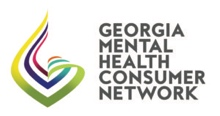 GEORGIA
MENTAL
HEALTH
CONSUMER
NETWORK